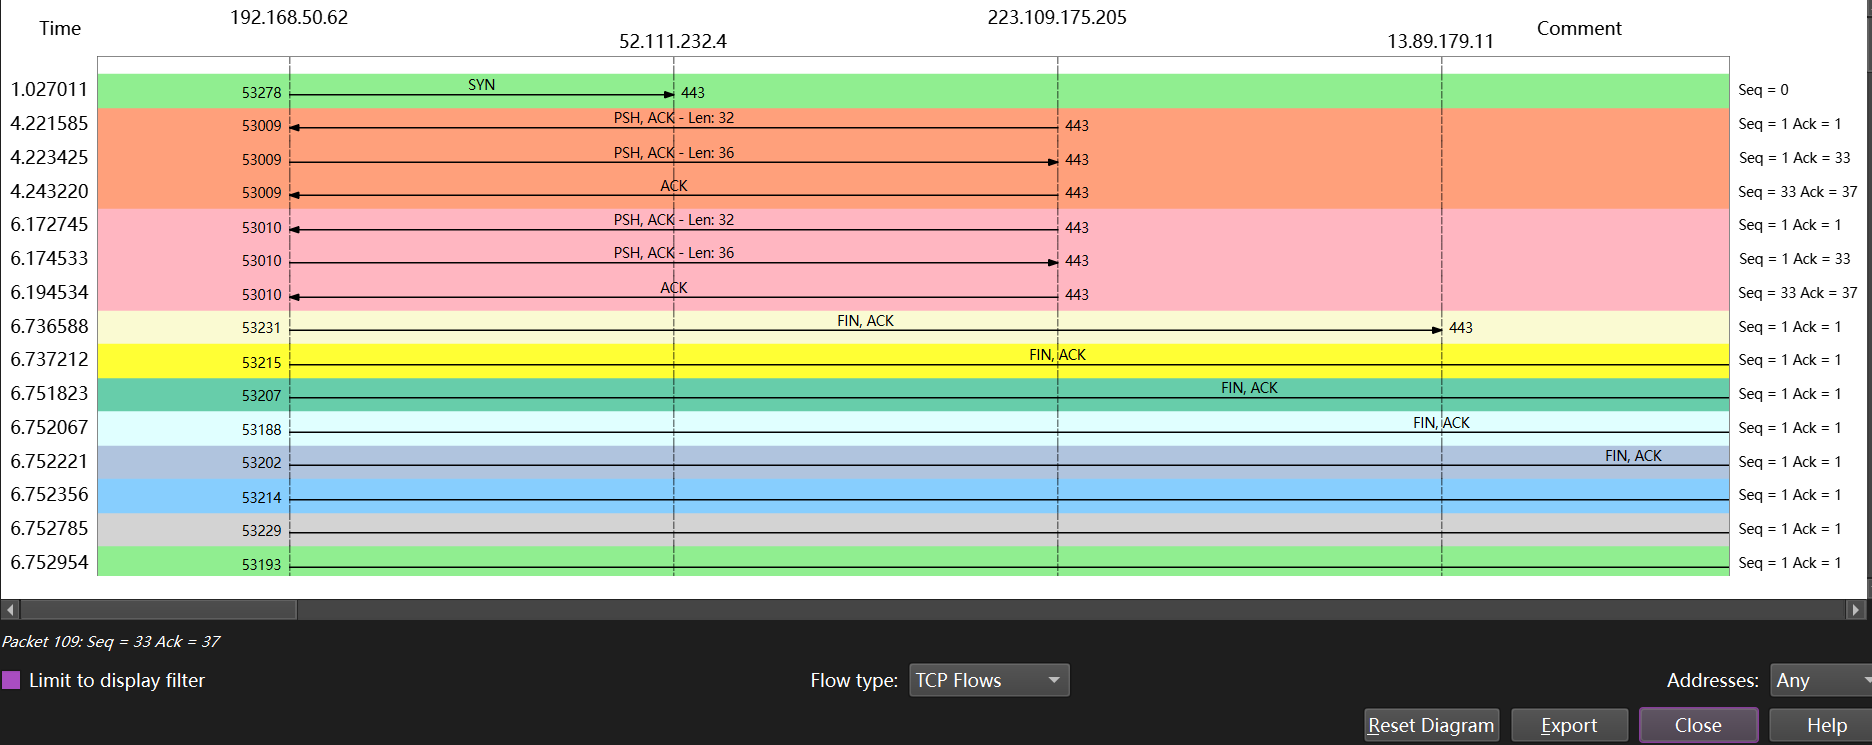 192.168.50.62 223.109.175.205
Time Comment
52.111.232.4 13.89.179.11
1.027011 53278 SYN 443 Seq = 0
4.221585 53009 PSH, ACK - Len: 32 443 Seq = 1 Ack = 1
4.223425 53009 PSH, ACK - Len: 36 443 Seq = 1 Ack = 33
4.243220 53009 ACK 443 Seq = 33 Ack = 37
6.172745 53010 PSH, ACK - Len: 32 443 Seq = 1 Ack = 1
6.174533 53010 PSH, ACK - Len: 36 443 Seq = 1 Ack = 33
6.194534 53010 ACK 443 Seq = 33 Ack = 37
6.736588 53231 FIN, ACK 443 Seq = 1 Ack = 1
6.737212 53215 FIN, ACK Seq = 1 Ack = 1
6.751823 53207 FIN, ACK Seq = 1 Ack = 1
6.752067 53188 FIN, ACK Seq = 1 Ack = 1
6.752221 53202 FIN, ACK Seq = 1 Ack = 1
6.752356 53214 Seq = 1 Ack = 1
6.752785 53229 Seq = 1 Ack = 1
6.752954 53193 Seq = 1 Ack = 1
Packet 109: Seq = 33 Ack = 37
Limit to display filter Flow type: TCP Flows Addresses: Any
Reset Diagram Export Close Help